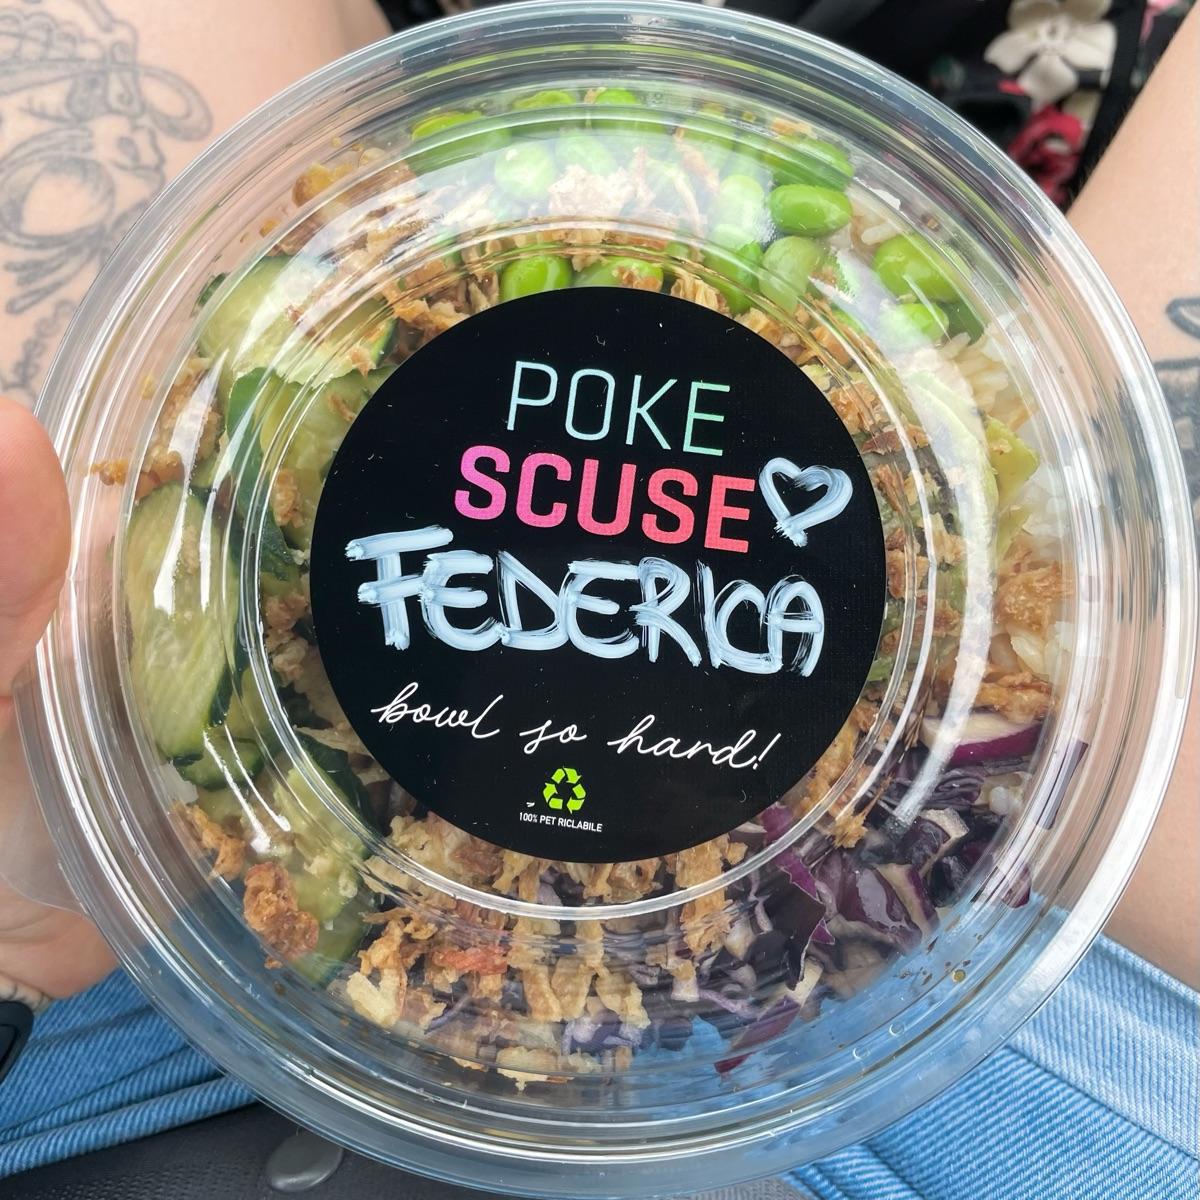 POKE
SCUSE
FEDERICA
bowl so hard!
100% PET RICLABILE